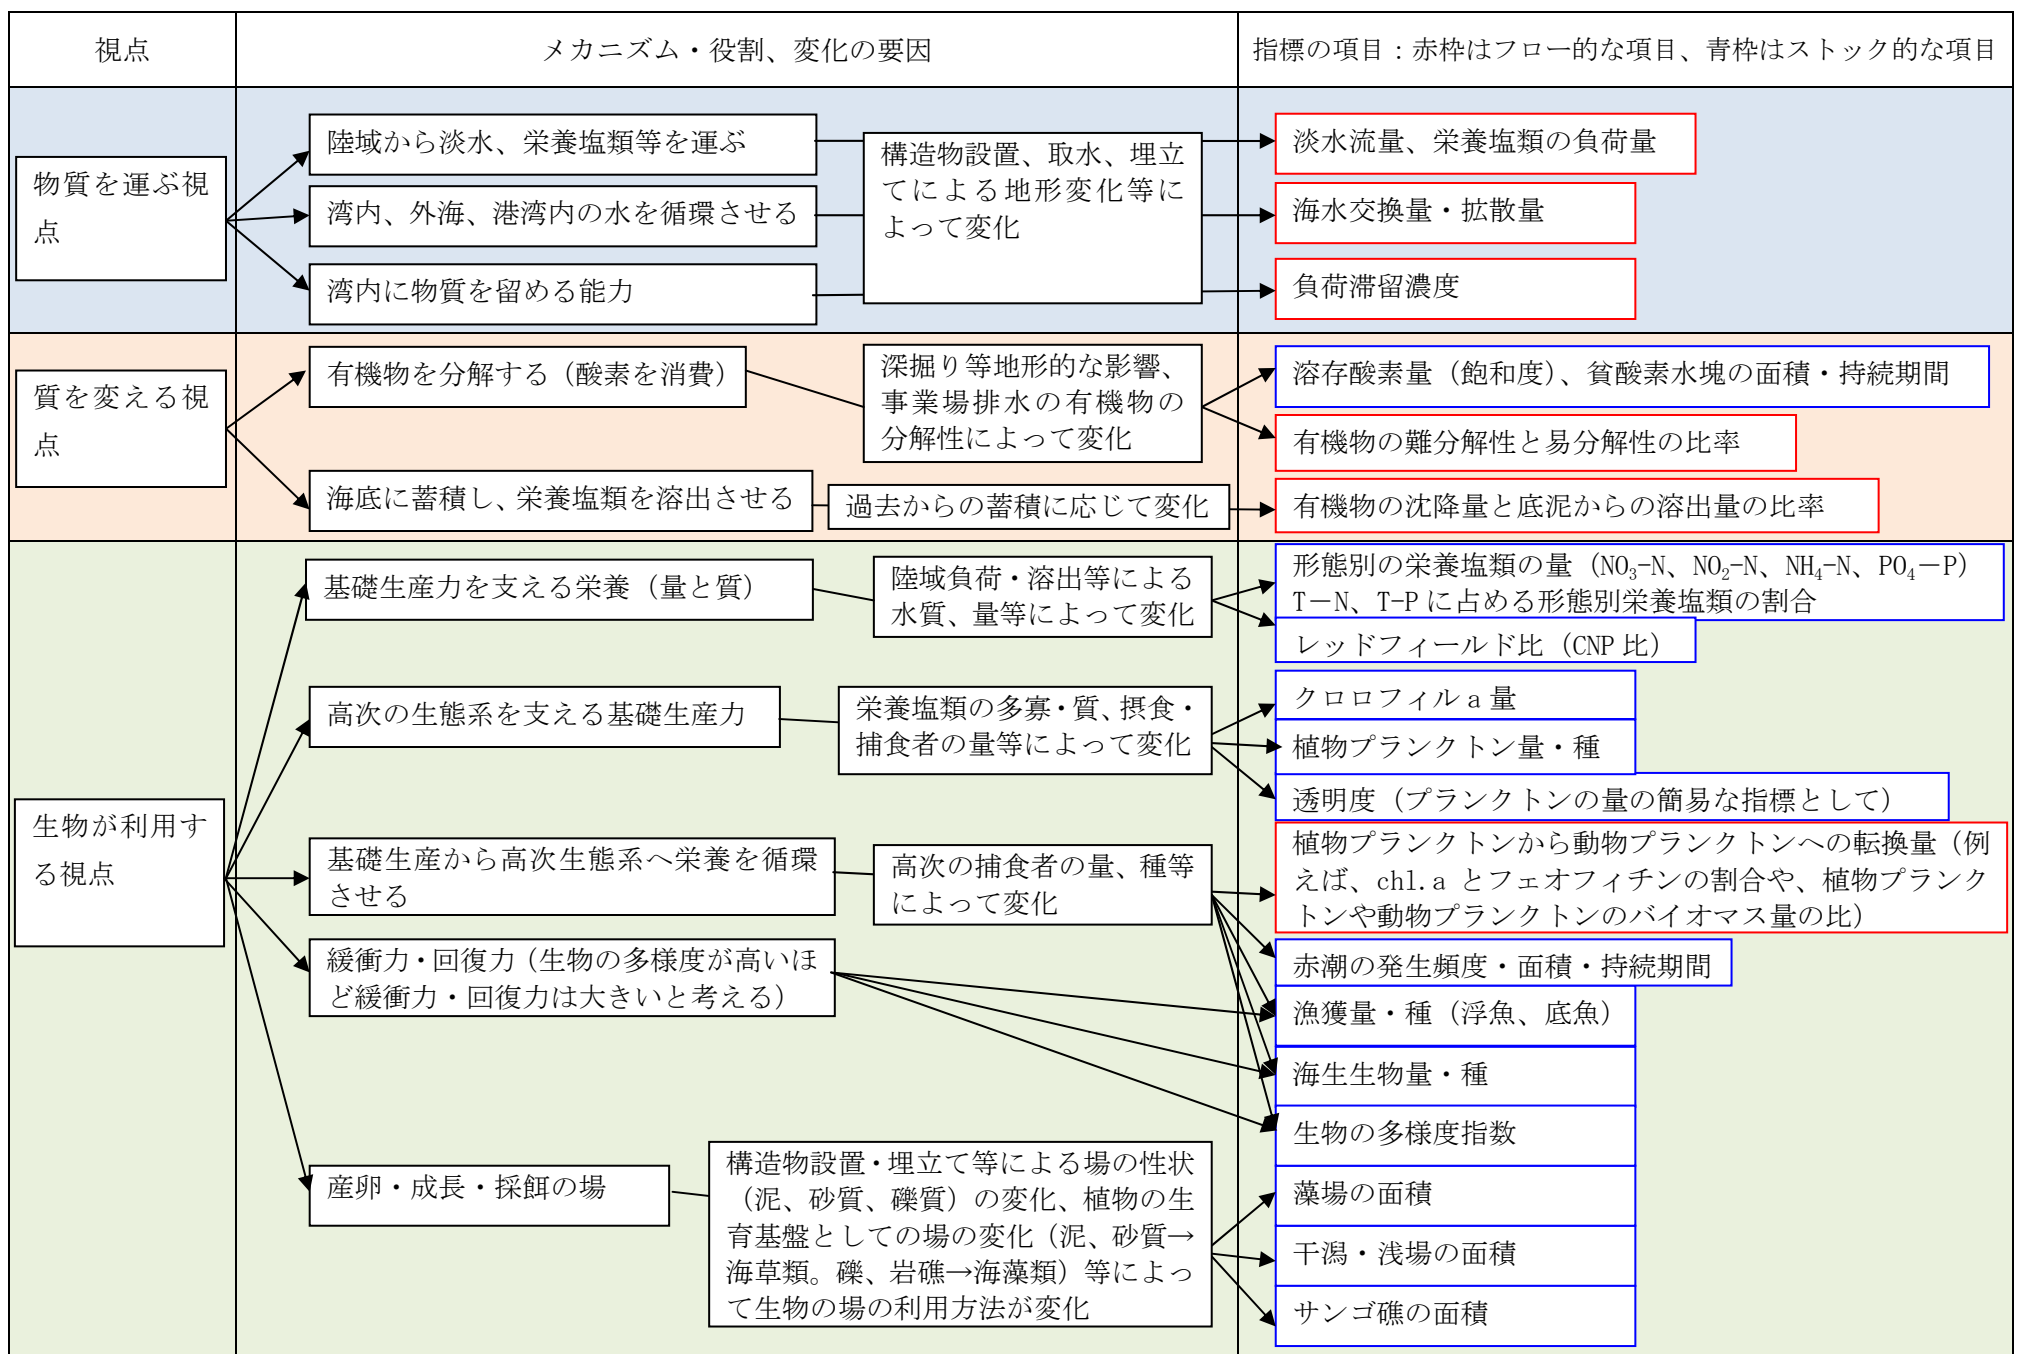 視点
メカニズム・役割、変化の要因
指標の項目：赤枠はフロー的な項目、青枠はストック的な項目
物質を運ぶ視
点
陸域から淡水、栄養塩類等を運ぶ
湾内、外海、港湾内の水を循環させる
湾内に物質を留める能力
構造物設置、取水、埋立
てによる地形変化等に
よって変化
淡水流量、栄養塩類の負荷量
海水交換量・拡散量
負荷滞留濃度
質を変える視
点
有機物を分解する（酸素を消費）
深掘り等地形的な影響、
事業場排水の有機物の
分解性によって変化
溶存酸素量（飽和度）、貧酸素水塊の面積・持続期間
有機物の難分解性と易分解性の比率
海底に蓄積し、栄養塩類を溶出させる
過去からの蓄積に応じて変化
有機物の沈降量と底泥からの溶出量の比率
生物が利用す
る視点
基礎生産力を支える栄養（量と質）
陸域負荷・溶出等による
水質、量等によって変化
形態別の栄養塩類の量（NO₃-N、NO₂-N、NH₄-N、PO₄－P）
T－N、T-P に占める形態別栄養塩類の割合
レッドフィールド比（CNP 比）
高次の生態系を支える基礎生産力
栄養塩類の多寡・質、摂食・
捕食者の量等によって変化
クロロフィル a 量
植物プランクトン量・種
透明度（プランクトンの量の簡易な指標として）
基礎生産から高次生態系へ栄養を循環
させる
高次の捕食者の量、種等
によって変化
植物プランクトンから動物プランクトンへの転換量（例
えば、chl.a とフェオフィチンの割合や、植物プランク
トンや動物プランクトンのバイオマス量の比）
緩衝力・回復力（生物の多様度が高いほ
ど緩衝力・回復力は大きいと考える）
赤潮の発生頻度・面積・持続期間
漁獲量・種（浮魚、底魚）
海生生物量・種
生物の多様度指数
産卵・成長・採餌の場
構造物設置・埋立て等による場の性状
（泥、砂質、礫質）の変化、植物の生
育基盤としての場の変化（泥、砂質→
海草類。礫、岩礁→海藻類）等によっ
て生物の場の利用方法が変化
藻場の面積
干潟・浅場の面積
サンゴ礁の面積